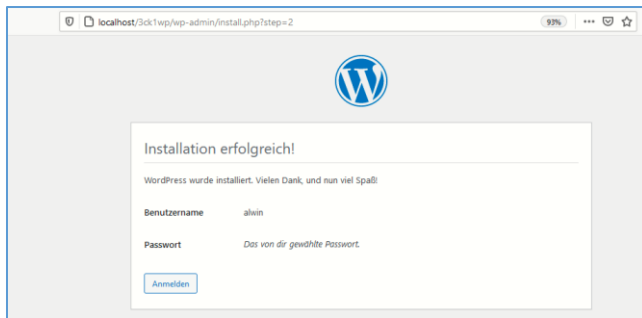 localhost/3ck1wp/wp-admin/install.php?step=2
93%
Installation erfolgreich!
WordPress wurde installiert. Vielen Dank, und nun viel Spaß!
Benutzername alwin
Passwort Das von dir gewählte Passwort.
Anmelden